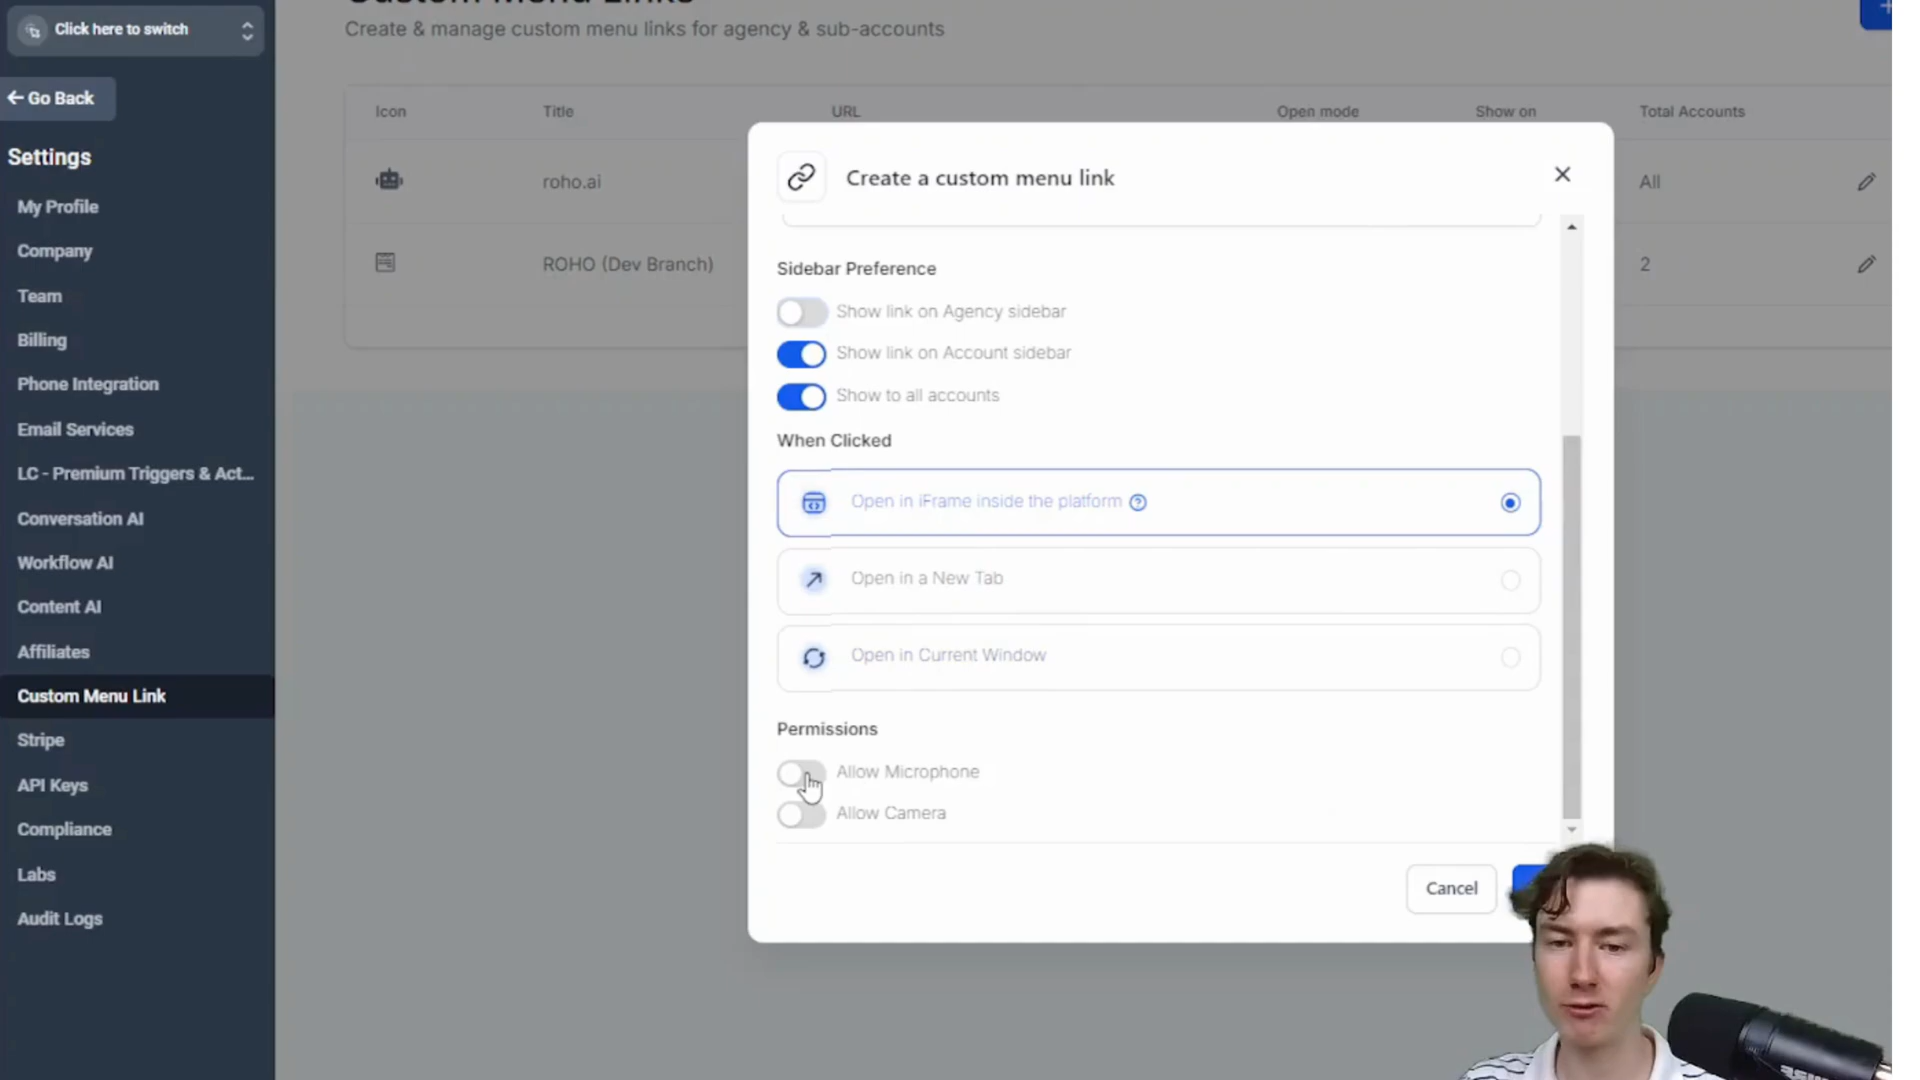 Custom Menu Links
Click here to switch
Create & manage custom menu links for agency & sub-accounts
Go Back
Icon Title URL Open mode Show on Total Accounts
Settings
My Profile
Company
Team
Billing
Phone Integration
Email Services
LC - Premium Triggers & Act...
Conversation AI
Workflow AI
Content AI
Affiliates
Custom Menu Link
Stripe
API Keys
Compliance
Labs
Audit Logs
roho.ai All
ROHO (Dev Branch) 2
Create a custom menu link
Sidebar Preference
Show link on Agency sidebar
Show link on Account sidebar
Show to all accounts
When Clicked
Open in iFrame inside the platform
Open in a New Tab
Open in Current Window
Permissions
Allow Microphone
Allow Camera
Cancel